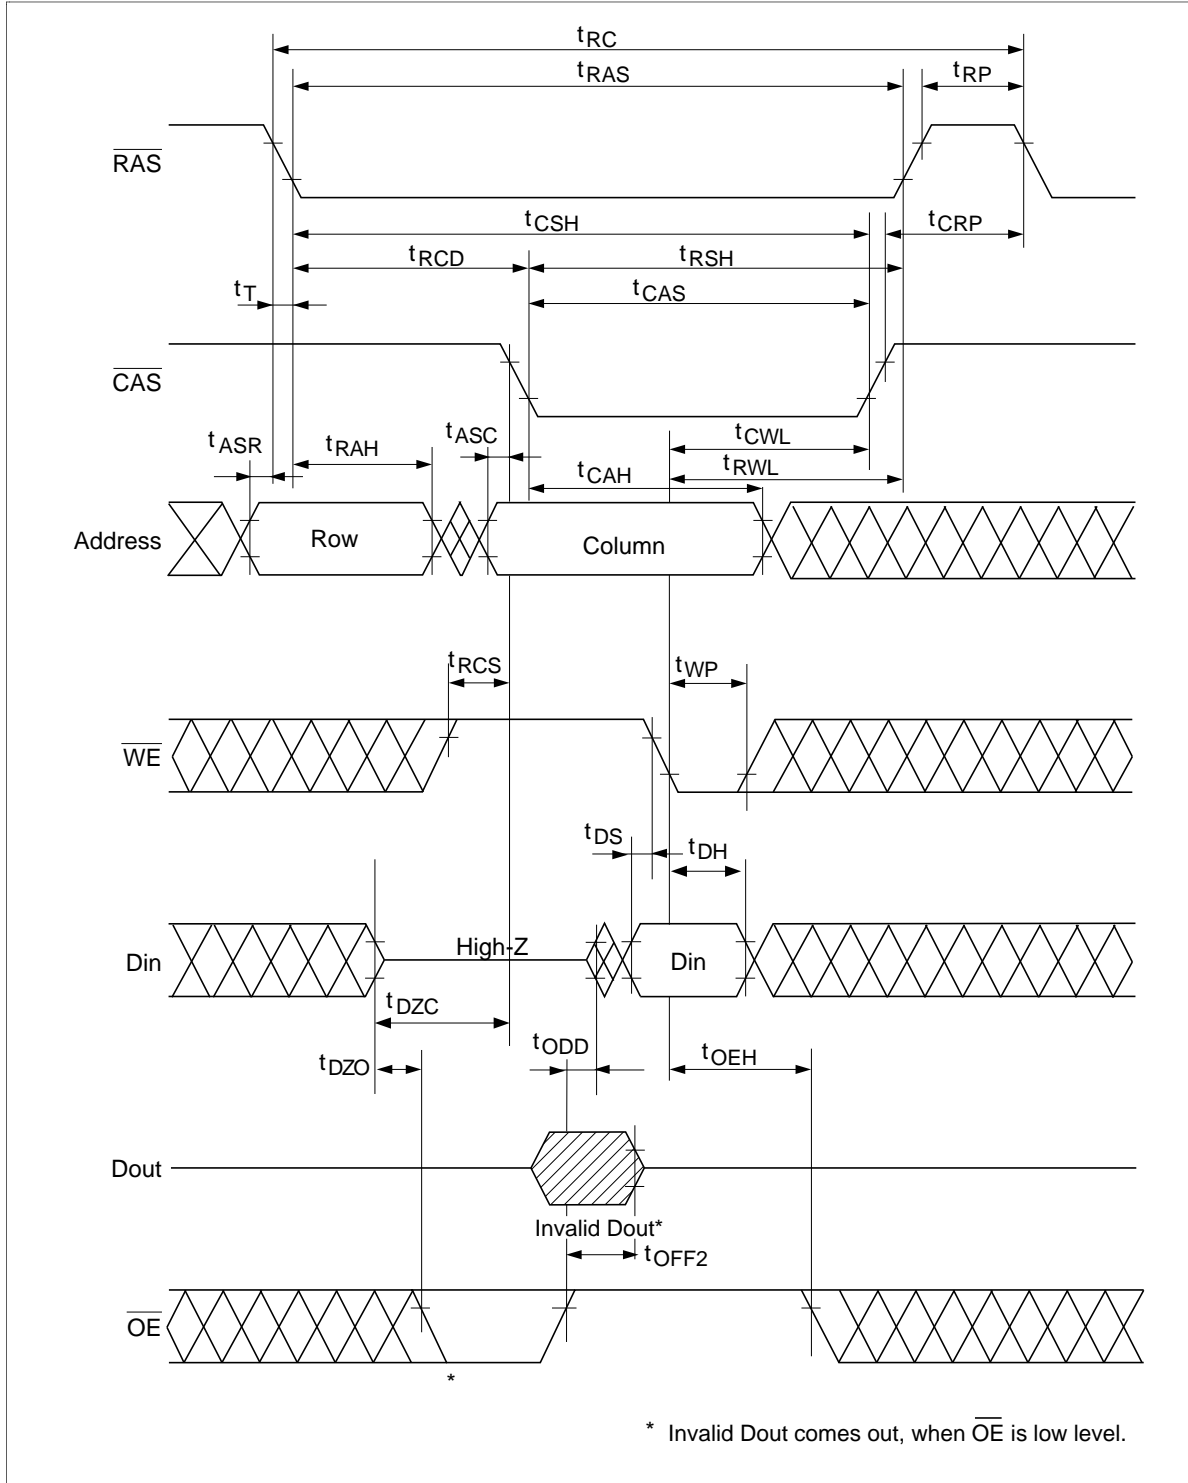 tRC
tRAS
tRP
RAS
tCSH
tCRP
tRCD
tRSH
tT
tCAS
CAS
tASR
tRAH
tASC
tCWL
tRWL
tCAH
Address
Row
Column
tRCS
tWP
WE
tDS
tDH
Din
High-Z
Din
tDZC
tODD
tDZO
tOEH
Dout
Invalid Dout*
tOFF2
OE
*
* Invalid Dout comes out, when OE is low level.